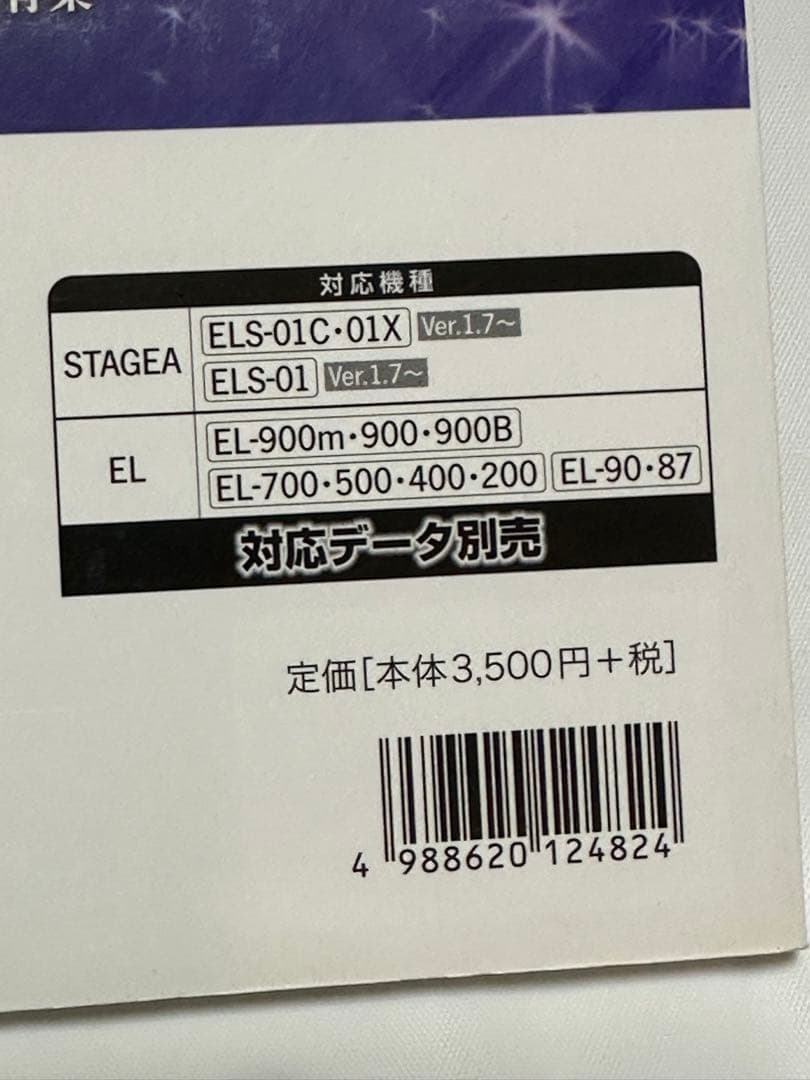 対応機種
STAGEA
ELS-01C・01X Ver.1.7～
ELS-01 Ver.1.7～
EL
EL-900m・900・900B
EL-700・500・400・200 EL-90・87
対応データ別売
定価[本体3,500円＋税]
4 988620 124824